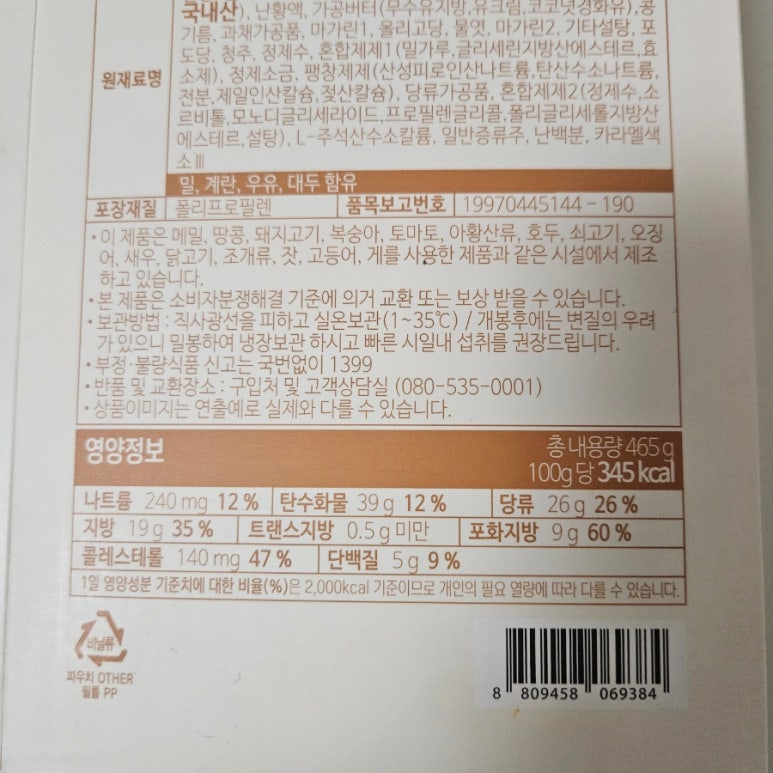 국내산), 난황액, 가공버터(무수유지방,유크림,코코넛경화유),콩
기름, 과채가공품, 마가린1, 올리고당, 물엿, 마가린2, 기타설탕, 포
도당, 청주, 정제수, 혼합제제1(밀가루,글리세린지방산에스테르,효
원재료명 소제), 정제소금, 팽창제제(산성피로인산나트륨,탄산수소나트륨,
전분,제일인산칼슘,젖산칼슘), 당류가공품, 혼합제제2(정제수,소
르비톨,모노디글리세라이드,프로필렌글리콜,폴리글리세롤지방산
에스테르,설탕), L-주석산수소칼륨, 일반증류주, 난백분, 카라멜색
소Ⅲ
밀, 계란, 우유, 대두 함유
포장재질 폴리프로필렌 품목보고번호 19970445144 - 190
• 이 제품은 메밀, 땅콩, 돼지고기, 복숭아, 토마토, 아황산류, 호두, 쇠고기, 오징
어, 새우, 닭고기, 조개류, 잣, 고등어, 게를 사용한 제품과 같은 시설에서 제조
하고 있습니다.
• 본 제품은 소비자분쟁해결 기준에 의거 교환 또는 보상 받을 수 있습니다.
• 보관방법 : 직사광선을 피하고 실온보관(1~35℃) / 개봉후에는 변질의 우려
가 있으니 밀봉하여 냉장보관 하시고 빠른 시일내 섭취를 권장드립니다.
• 부정·불량식품 신고는 국번없이 1399
• 반품 및 교환장소 : 구입처 및 고객상담실 (080-535-0001)
• 상품이미지는 연출예로 실제와 다를 수 있습니다.
영양정보 총 내용량 465g
100g당 345 kcal
나트륨 240 mg 12 % 탄수화물 39 g 12 % 당류 26 g 26 %
지방 19 g 35 % 트랜스지방 0.5 g 미만 포화지방 9 g 60 %
콜레스테롤 140 mg 47 % 단백질 5 g 9 %
1일 영양성분 기준치에 대한 비율(%)은 2,000kcal 기준이므로 개인의 필요 열량에 따라 다를 수 있습니다.
비닐류
파우치 OTHER
필름 PP
8 809458 069384